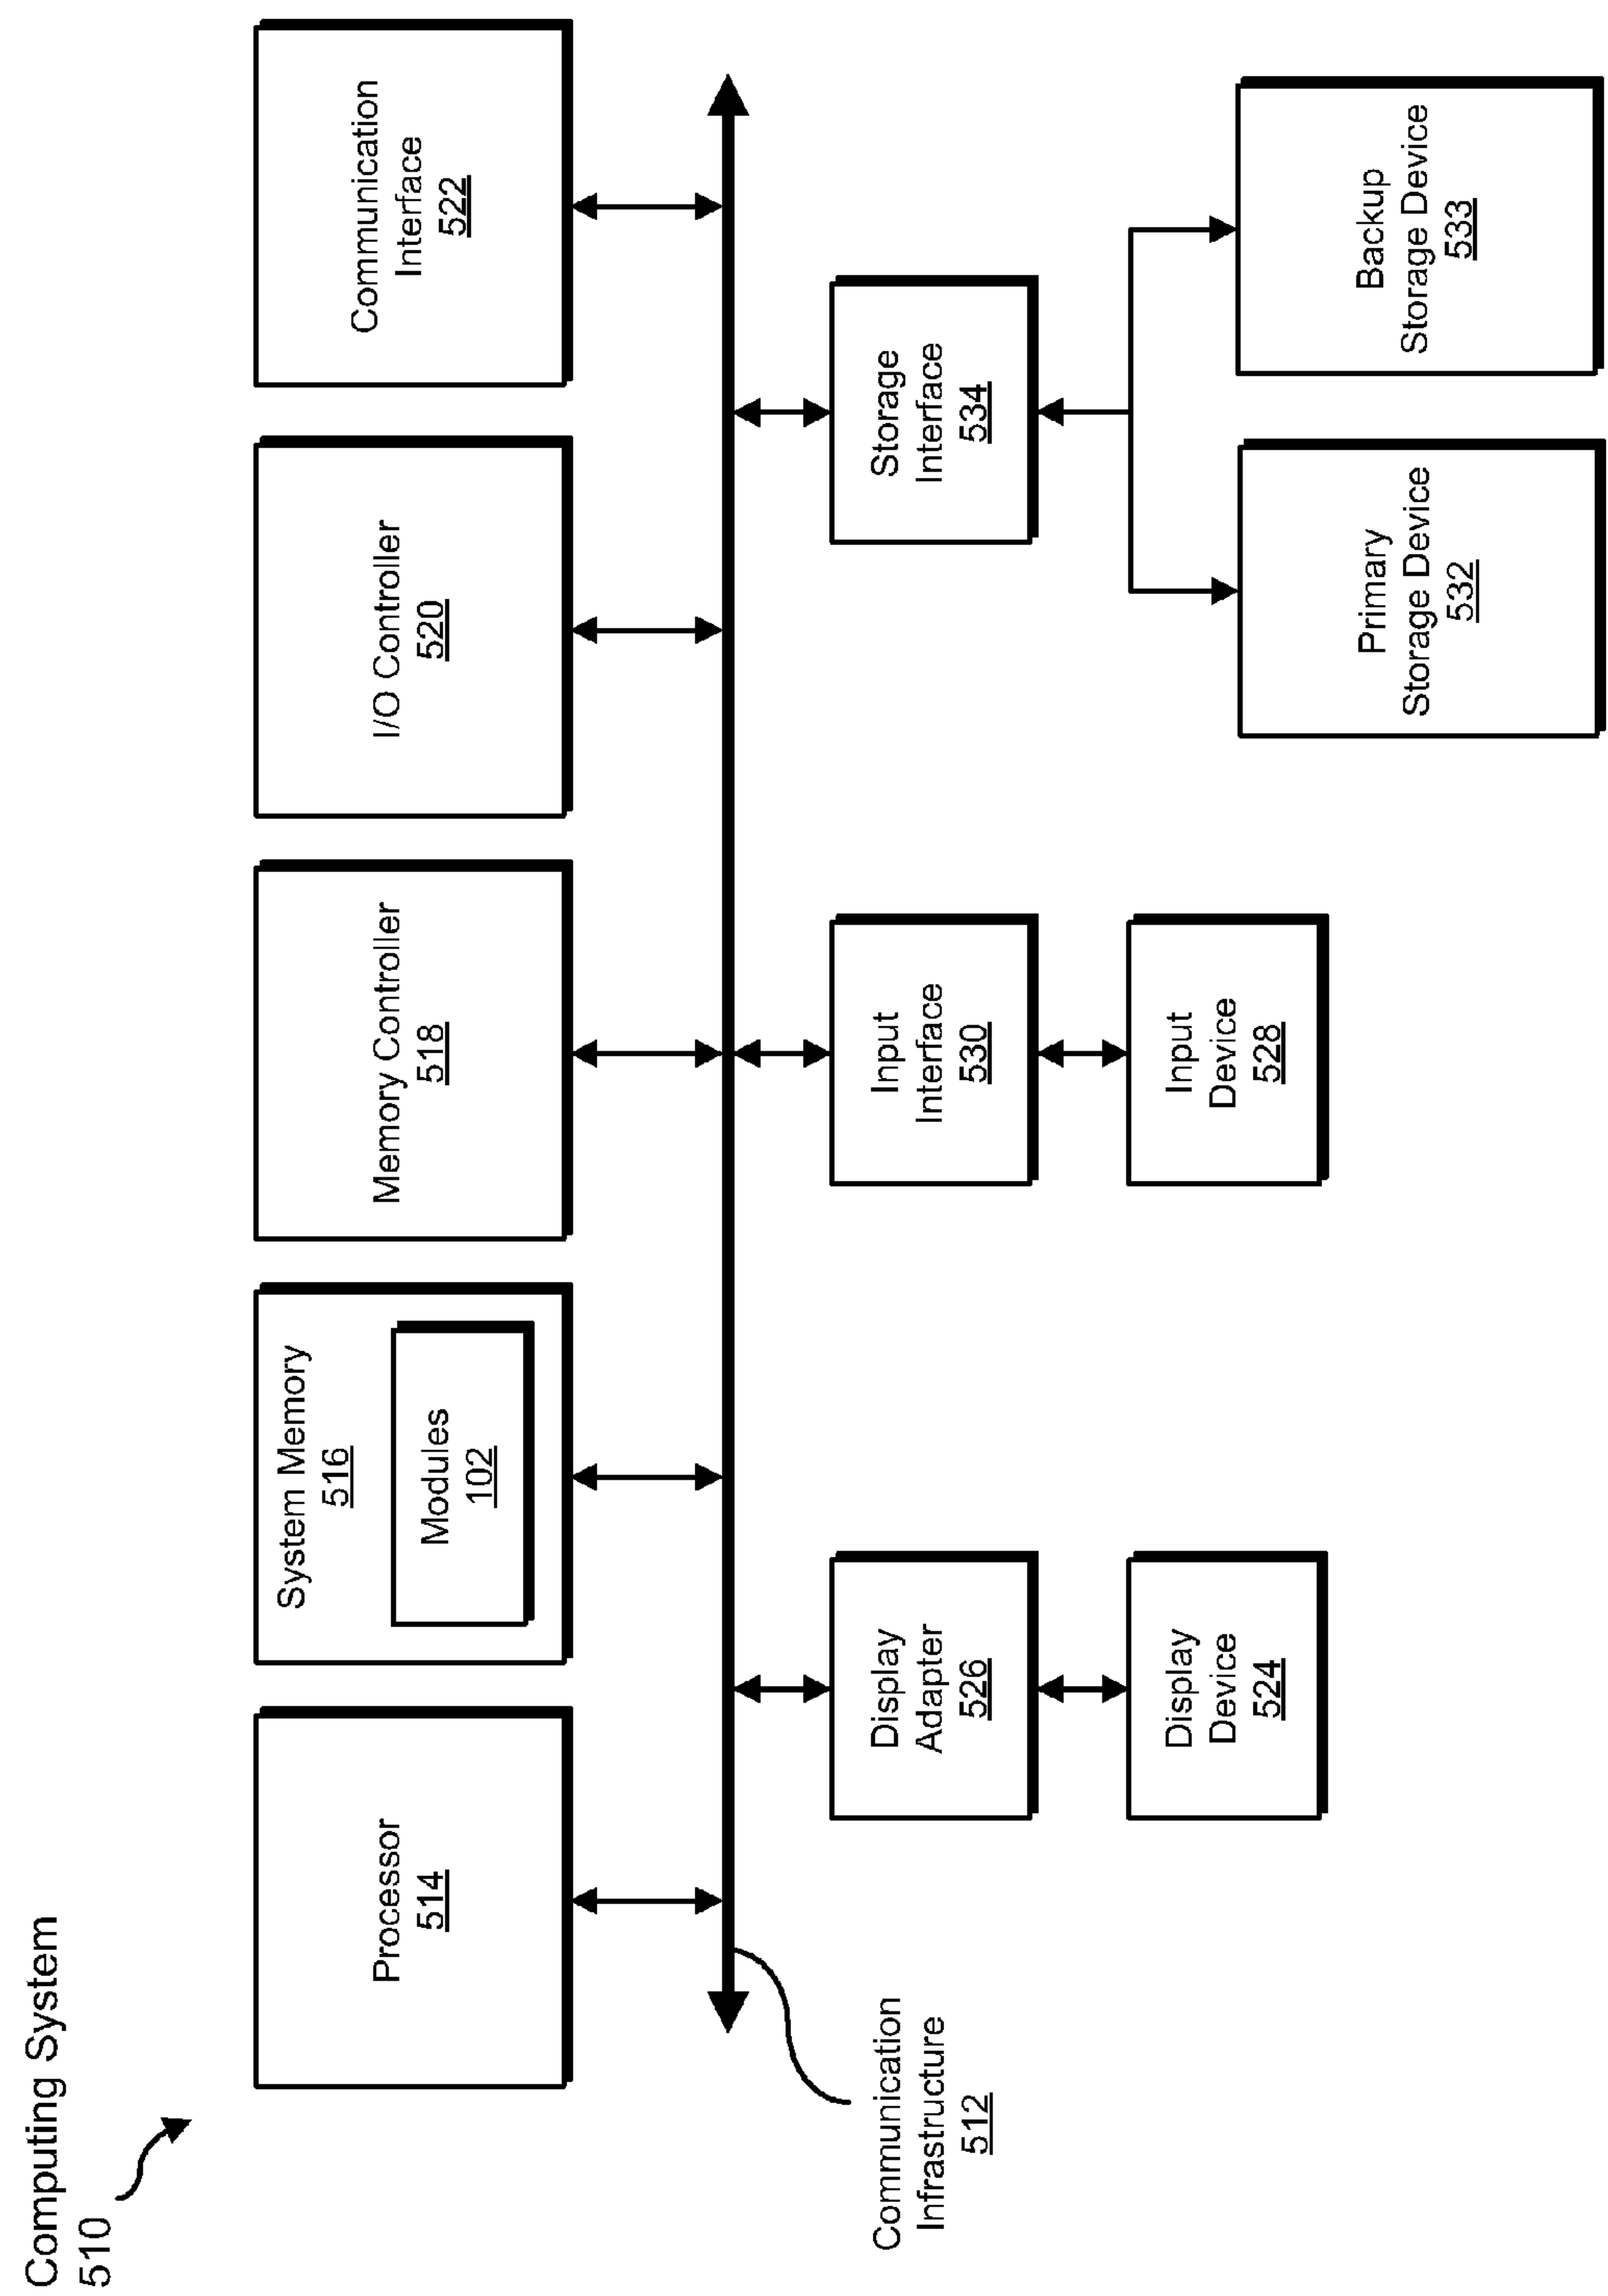 Computing System
510
Processor
514
System Memory
516
Modules
102
Memory Controller
518
I/O Controller
520
Communication
Interface
522
Communication
Infrastructure
512
Display
Adapter
526
Input
Interface
530
Storage
Interface
534
Display
Device
524
Input
Device
528
Primary
Storage Device
532
Backup
Storage Device
533